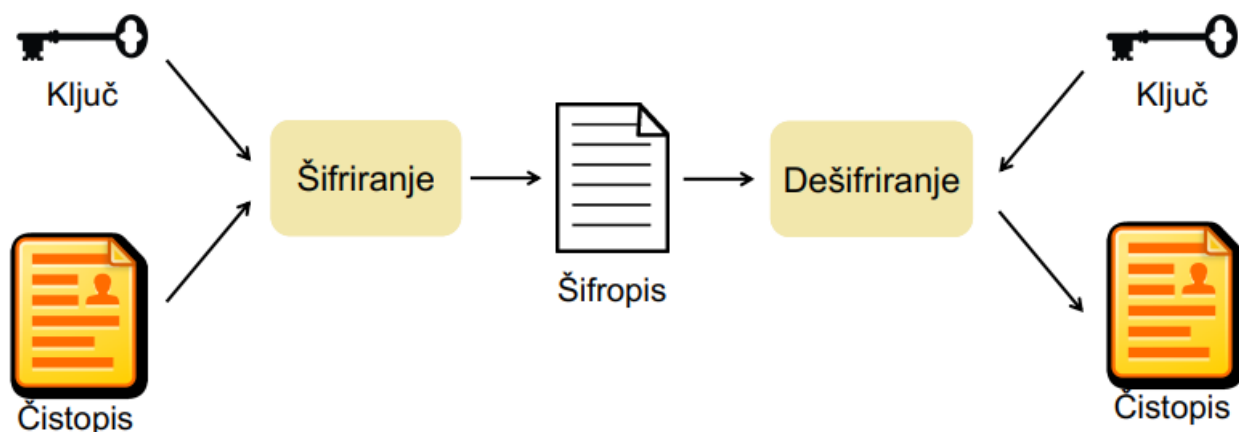 Ključ
Ključ
Šifriranje
Dešifriranje
Šifropis
Čistopis
Čistopis